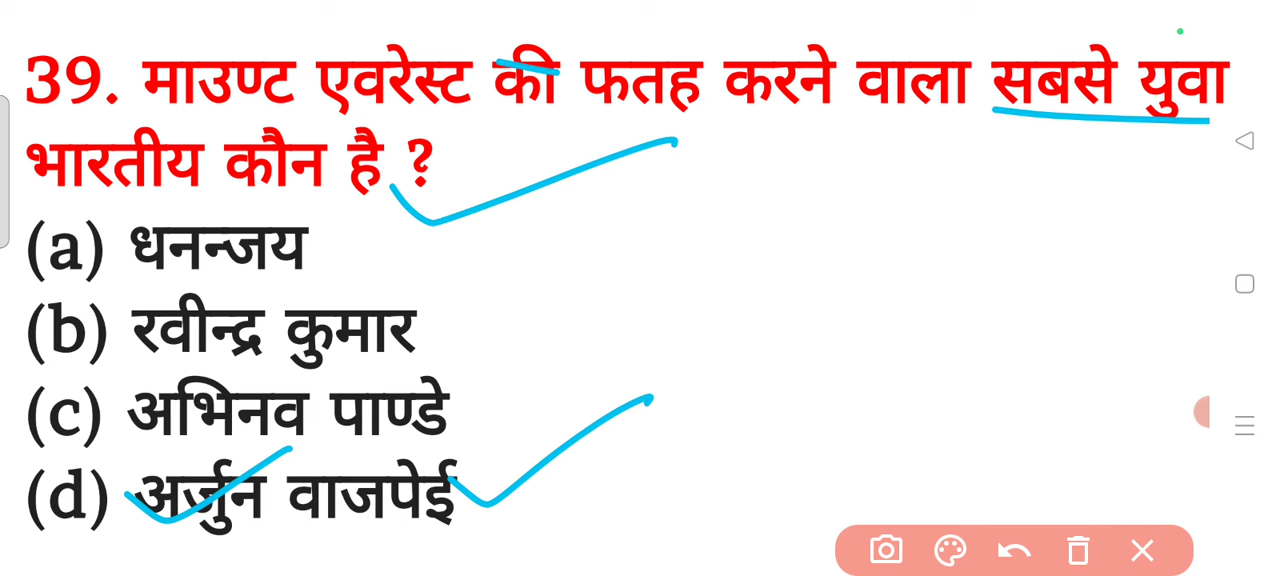 39. माउण्ट एवरेस्ट की फतह करने वाला सबसे युवा
भारतीय कौन है ?
(a) धनन्जय
(b) रवीन्द्र कुमार
(c) अभिनव पाण्डे
(d) अर्जुन वाजपेई